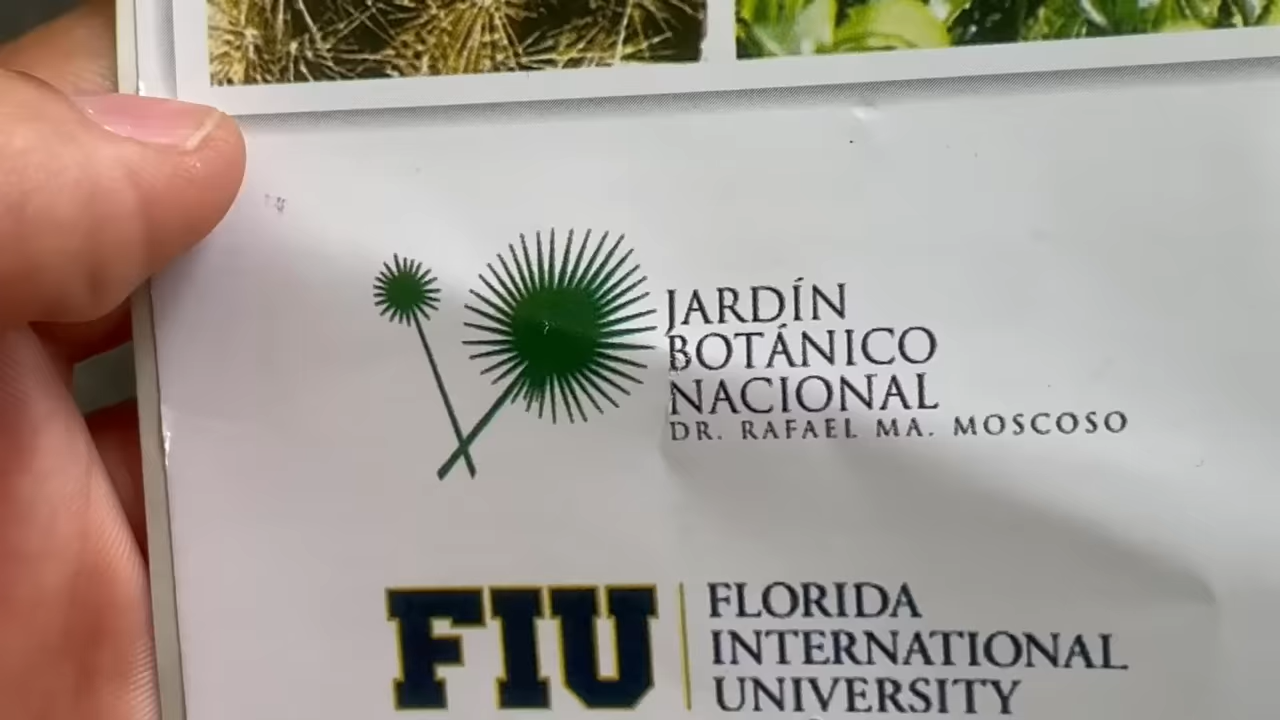 JARDÍN
BOTÁNICO
NACIONAL
DR. RAFAEL MA. MOSCOSO
FIU
FLORIDA
INTERNATIONAL
UNIVERSITY